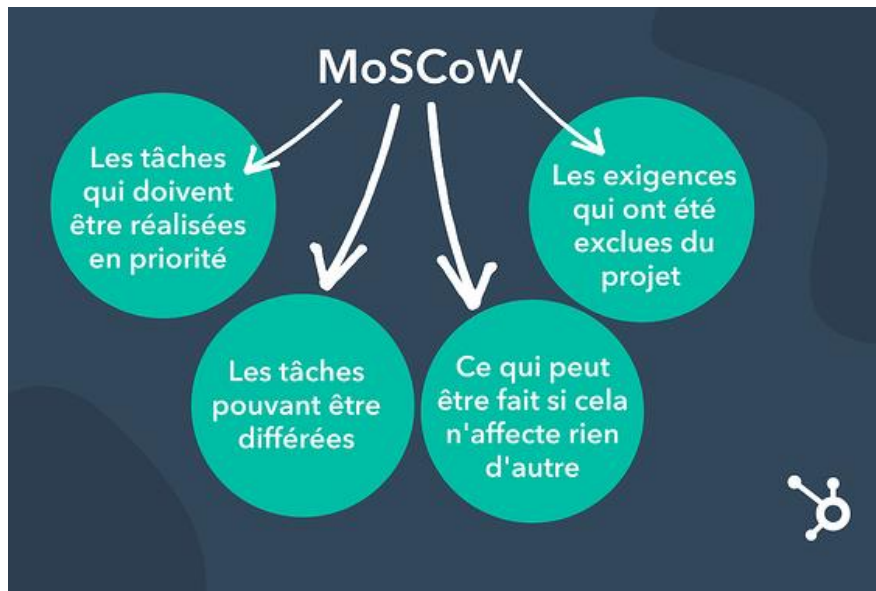 MoSCoW
Les tâches
qui doivent
être réalisées
en priorité
Les tâches
pouvant être
différées
Ce qui peut
être fait si cela
n'affecte rien
d'autre
Les exigences
qui ont été
exclues du
projet